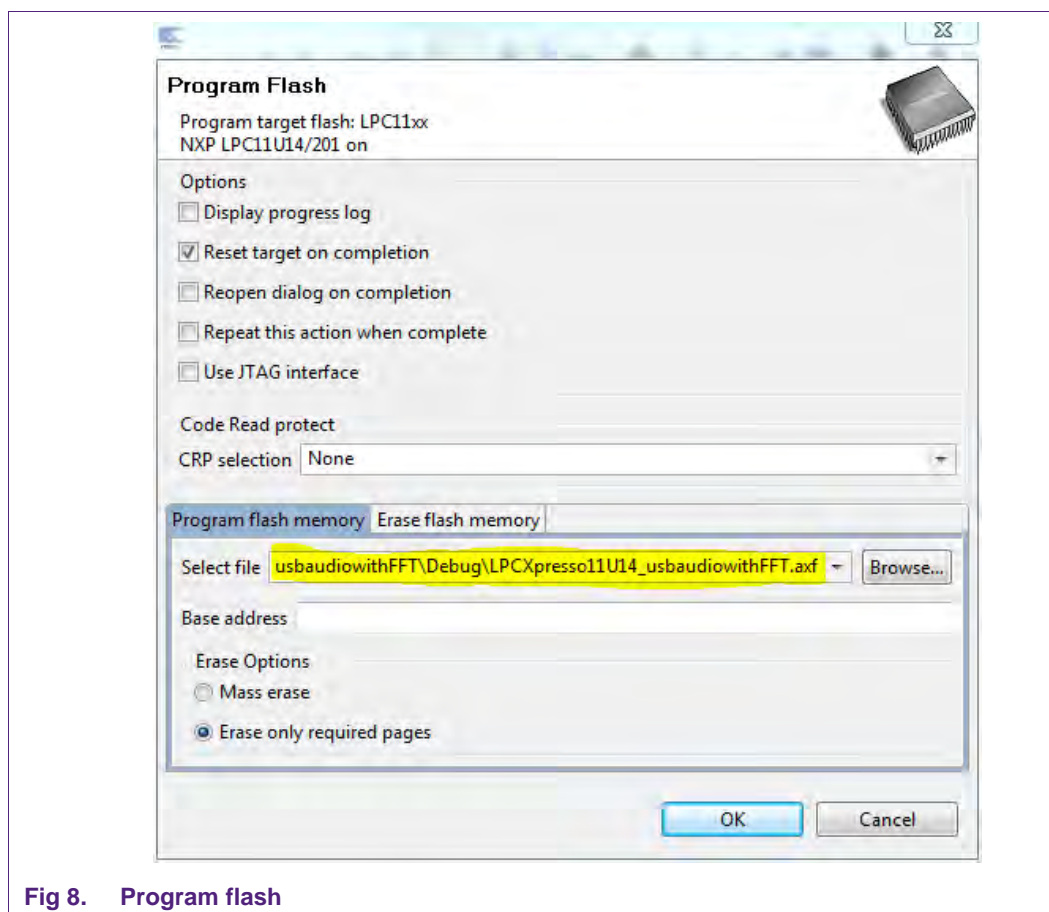 Program Flash
Program target flash: LPC11xx
NXP LPC11U14/201 on
Options
Display progress log
Reset target on completion
Reopen dialog on completion
Repeat this action when complete
Use JTAG interface
Code Read protect
CRP selection None
Program flash memory Erase flash memory
Select file usbaudiowithFFT\Debug\LPCXpresso11U14_usbaudiowithFFT.axf Browse...
Base address
Erase Options
Mass erase
Erase only required pages
OK Cancel
Fig 8. Program flash